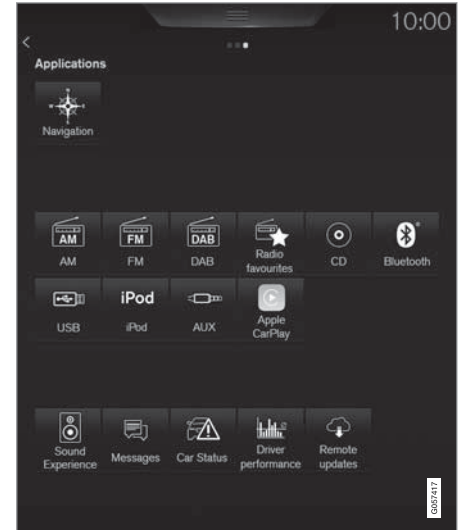 10:00
Applications
N
W E
S
Navigation
AM FM DAB
AM FM DAB Radio favourites CD Bluetooth
iPod
USB iPod AUX Apple CarPlay
Sound Experience Messages Car Status Driver performance Remote updates
G057417